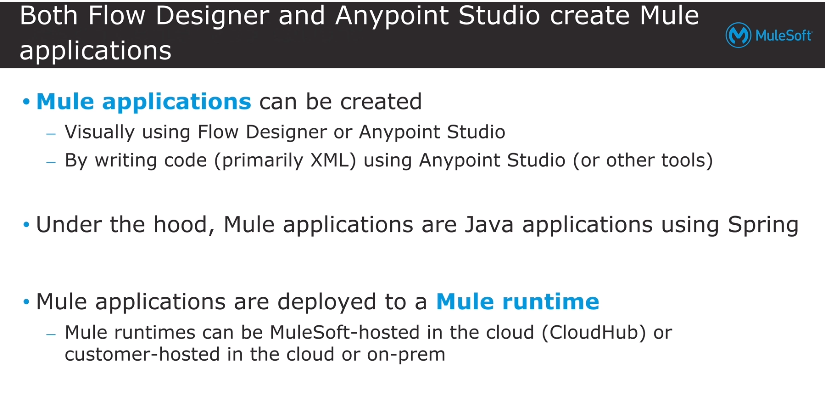 Both Flow Designer and Anypoint Studio create Mule
applications
MuleSoft
• Mule applications can be created
– Visually using Flow Designer or Anypoint Studio
– By writing code (primarily XML) using Anypoint Studio (or other tools)
• Under the hood, Mule applications are Java applications using Spring
• Mule applications are deployed to a Mule runtime
– Mule runtimes can be MuleSoft-hosted in the cloud (CloudHub) or
customer-hosted in the cloud or on-prem